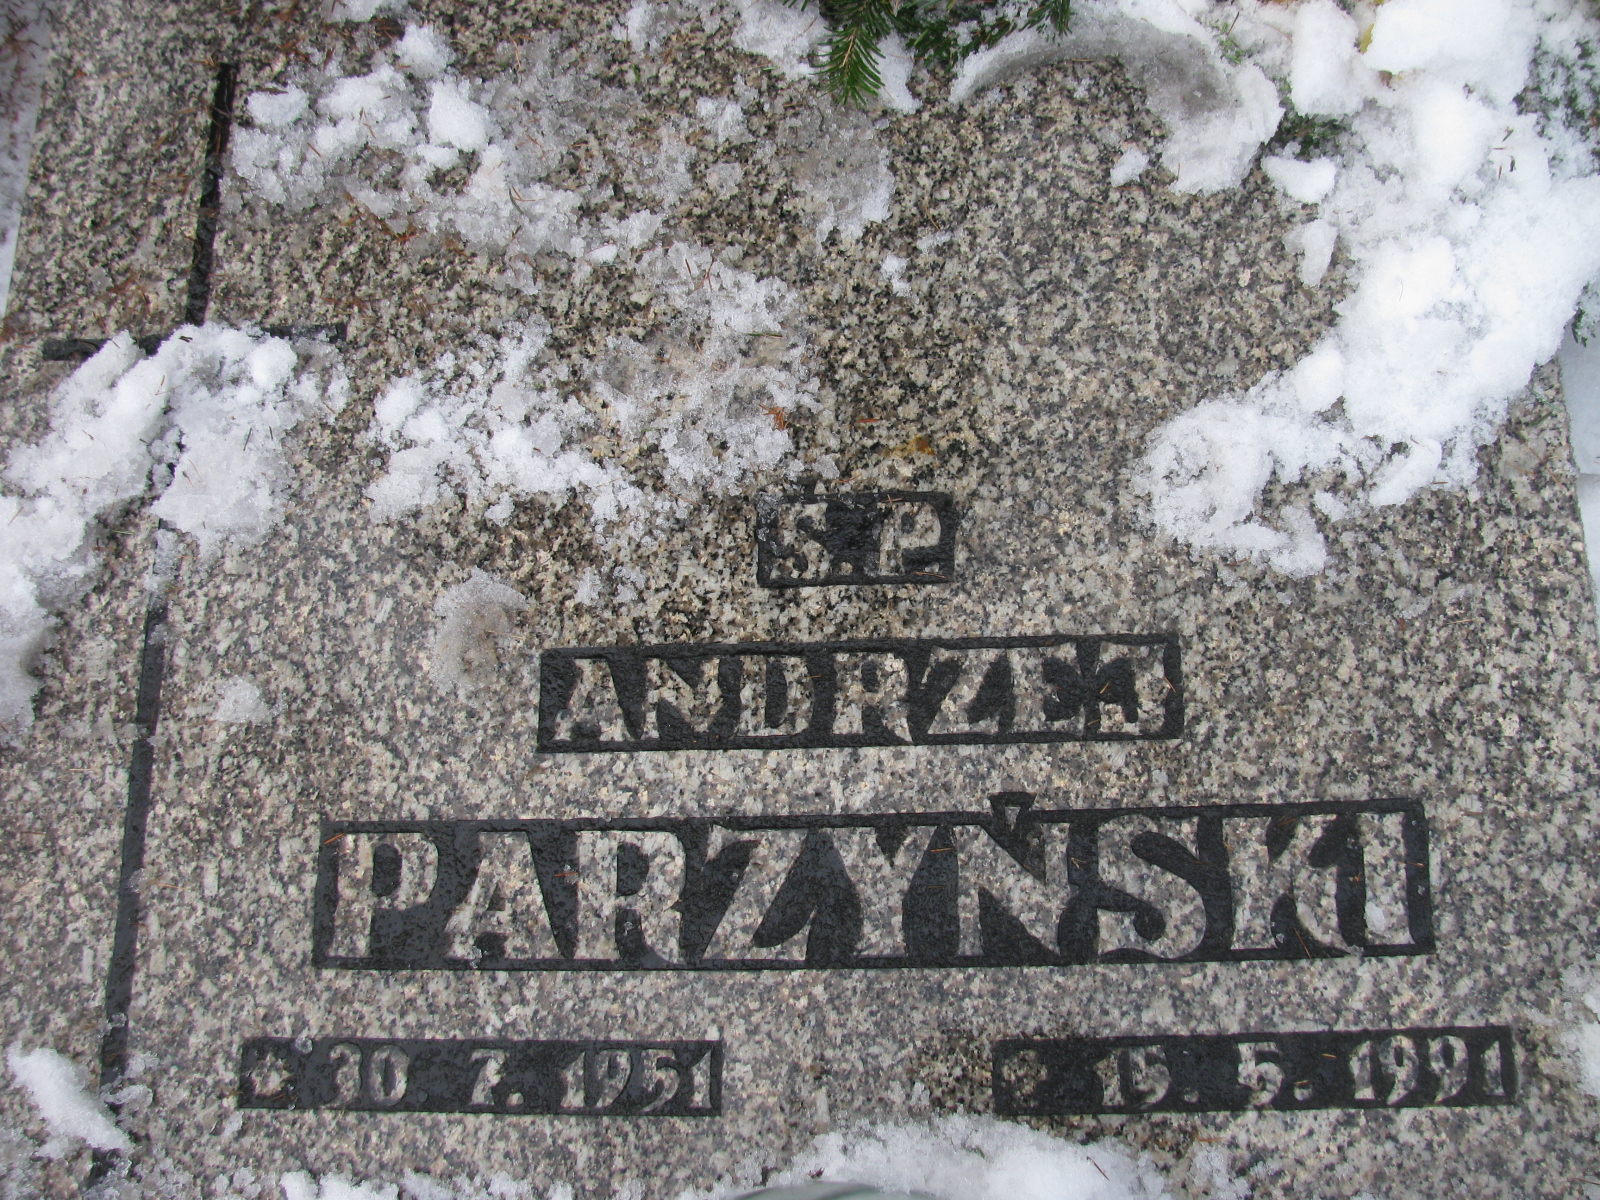 Ś.P.
ANDRZEJ
PARZYŃSKI
* 30 7. 1951 15. 5. 1991